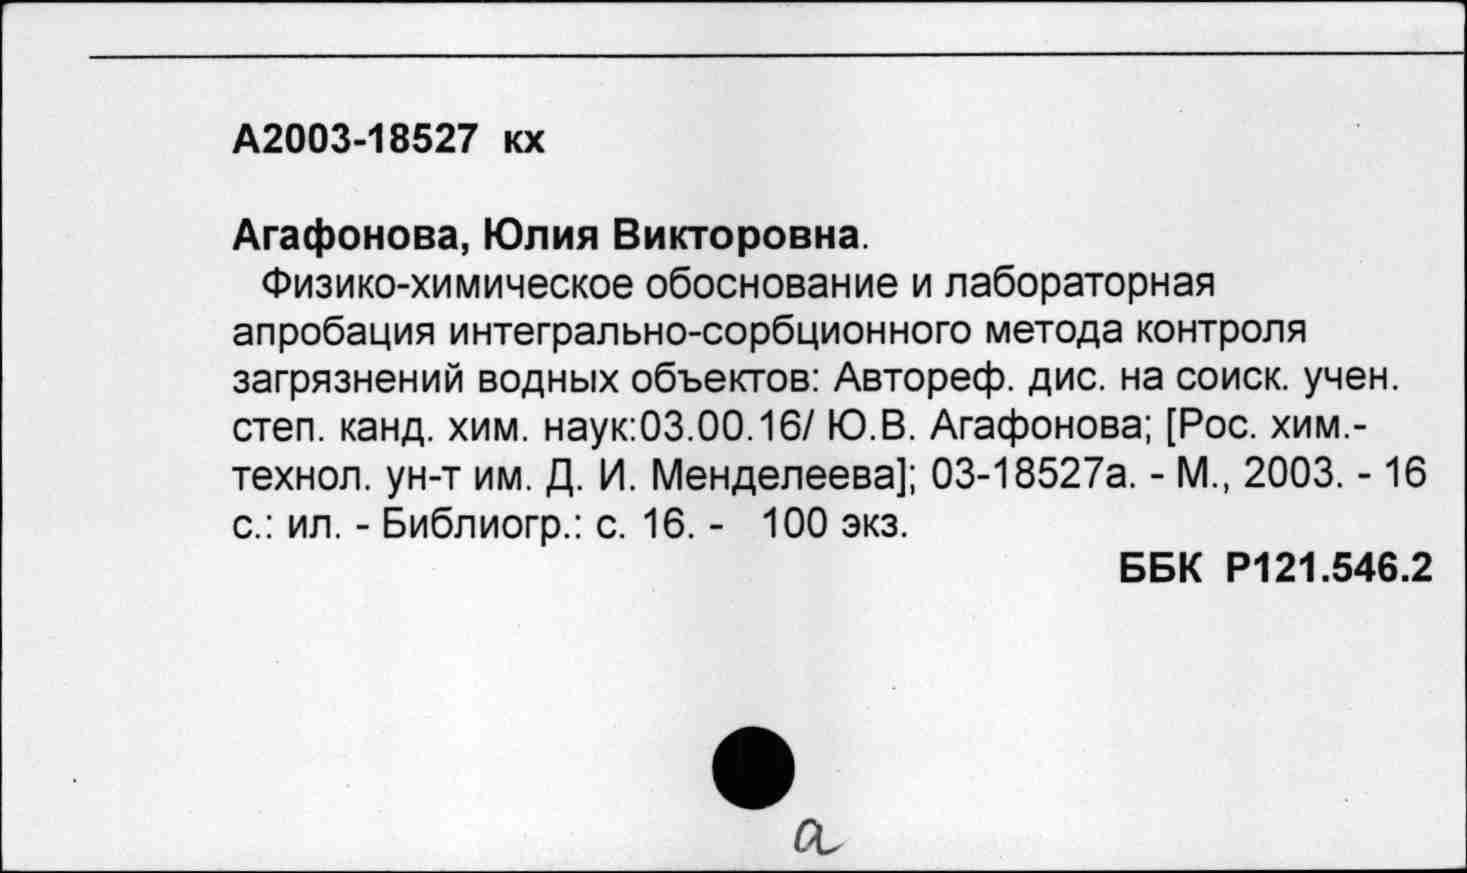 А2003-18527 кх
Агафонова, Юлия Викторовна.
Физико-химическое обоснование и лабораторная
апробация интегрально-сорбционного метода контроля
загрязнений водных объектов: Автореф. дис. на соиск. учен.
степ. канд. хим. наук:03.00.16/ Ю.В. Агафонова; [Рос. хим.-
технол. ун-т им. Д. И. Менделеева]; 03-18527а. - М., 2003. - 16
с.: ил. - Библиогр.: с. 16. - 100 экз.
ББК Р121.546.2
а